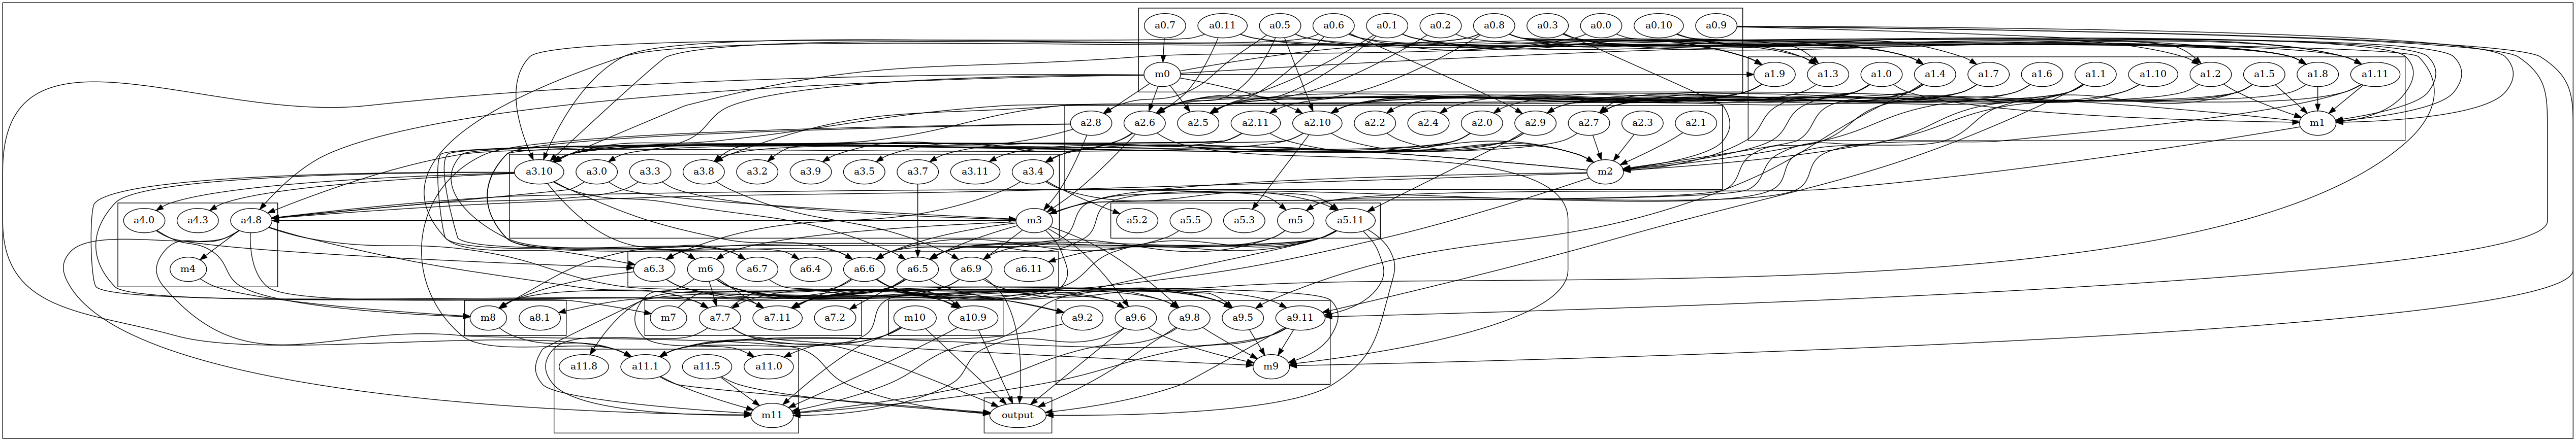 a0.7 a0.11 a0.5 a0.6 a0.1 a0.2 a0.8 a0.3 a0.0 a0.10 a0.9
m0 a1.9 a1.3 a1.0 a1.4 a1.7 a1.6 a1.1 a1.10 a1.2 a1.5 a1.8 a1.11
a2.8 a2.6 a2.5 a2.11 a2.10 a2.2 a2.4 a2.0 a2.9 a2.7 a2.3 a2.1 m1
a3.10 a3.0 a3.3 a3.8 a3.2 a3.9 a3.5 a3.7 a3.11 a3.4 m2
a4.0 a4.3 a4.8 m3 a5.2 a5.5 a5.3 m5 a5.11
m4 a6.3 m6 a6.7 a6.4 a6.6 a6.5 a6.9 a6.11
m8 a8.1 m7 a7.7 a7.11 a7.2 m10 a10.9 a9.2 a9.6 a9.8 a9.5 a9.11
a11.8 a11.1 a11.5 a11.0 m9
m11 output